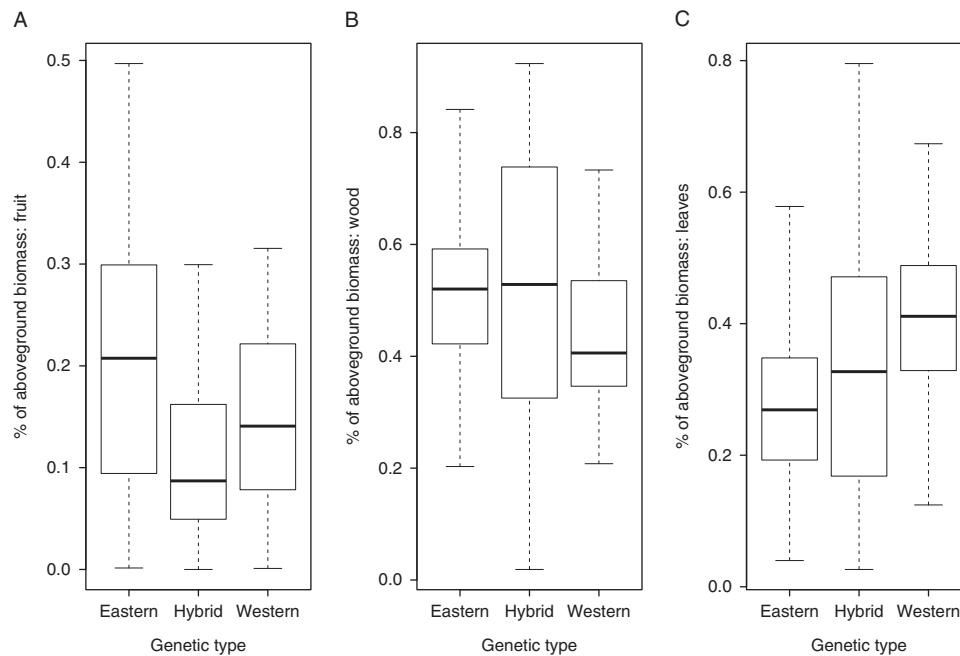 A
% of aboveground biomass: fruit
0.5
0.4
0.3
0.2
0.1
0.0
Eastern Hybrid Western
Genetic type
B
% of aboveground biomass: wood
0.8
0.6
0.4
0.2
0.0
Eastern Hybrid Western
Genetic type
C
% of aboveground biomass: leaves
0.8
0.6
0.4
0.2
0.0
Eastern Hybrid Western
Genetic type